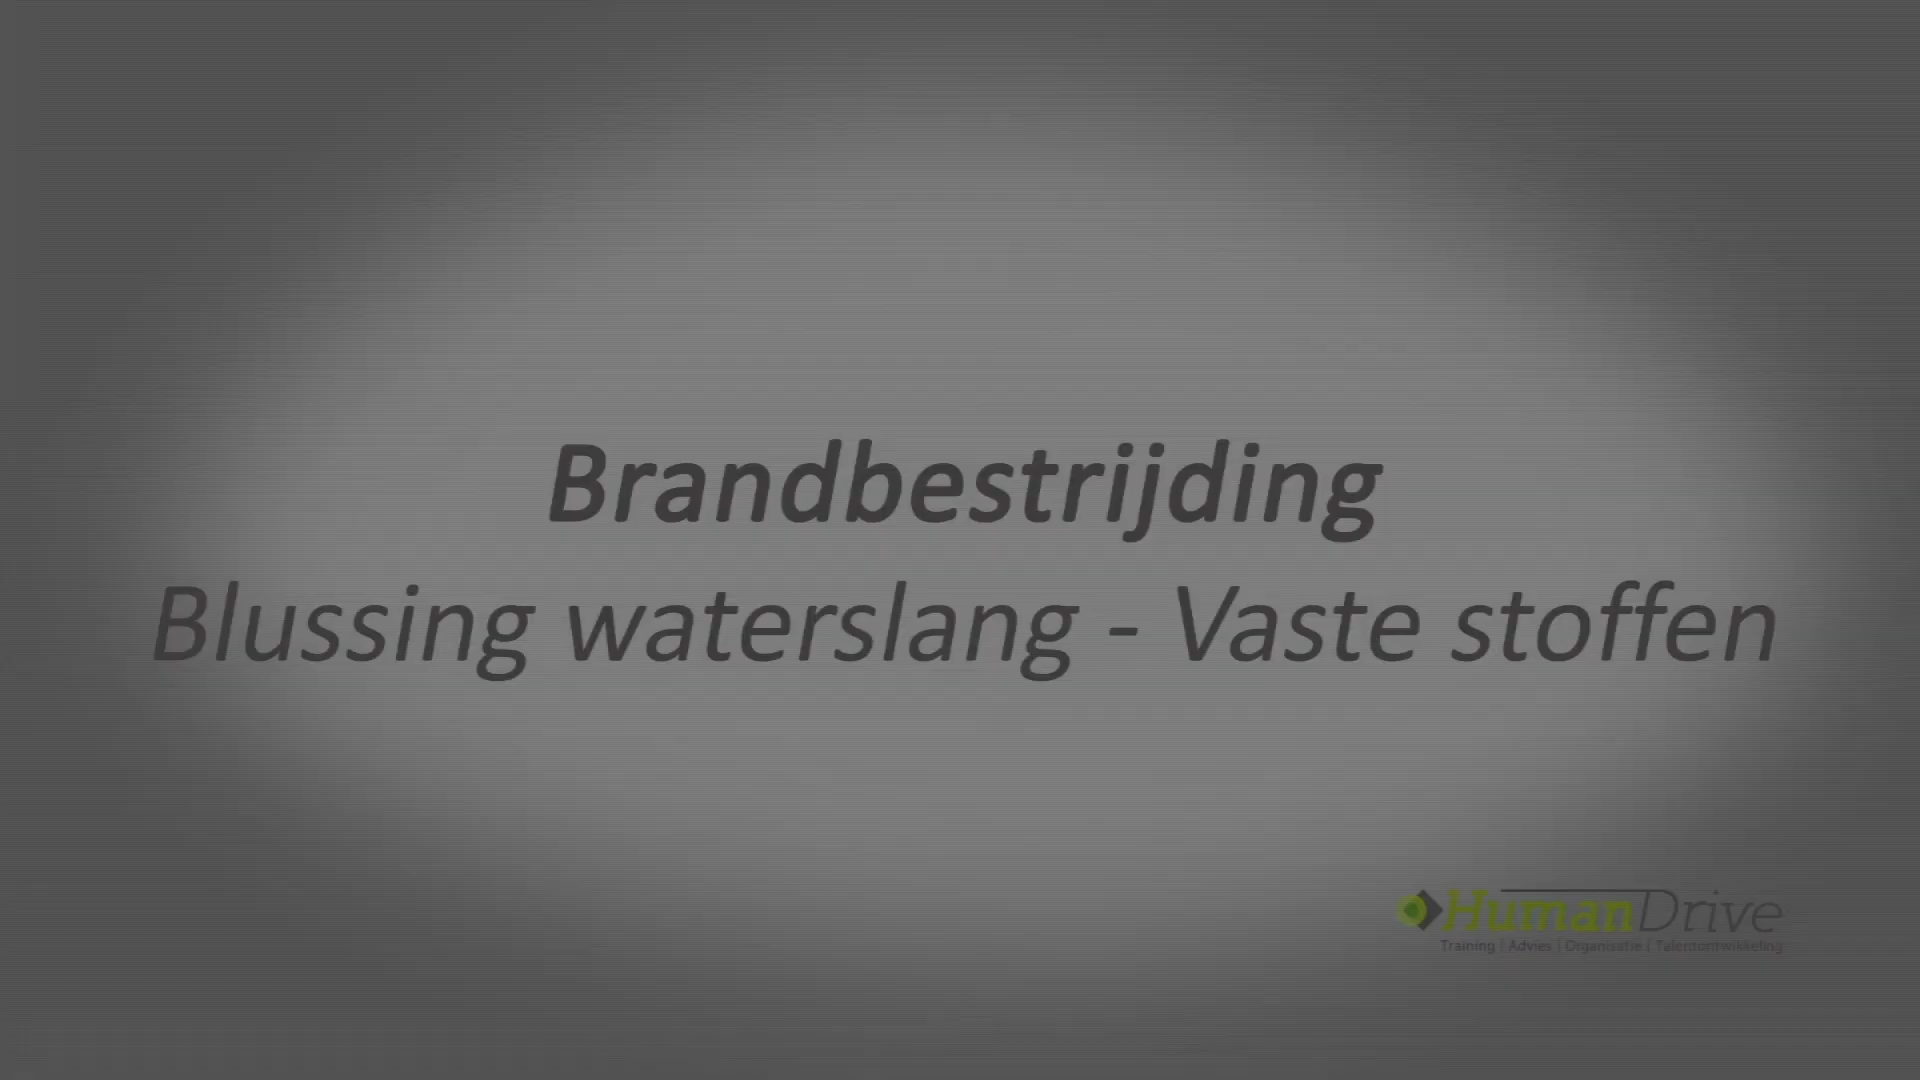 Brandbestrijding
Blussing waterslang - Vaste stoffen
HumanDrive
Training | Advies | Organisatie | Talentontwikkeling